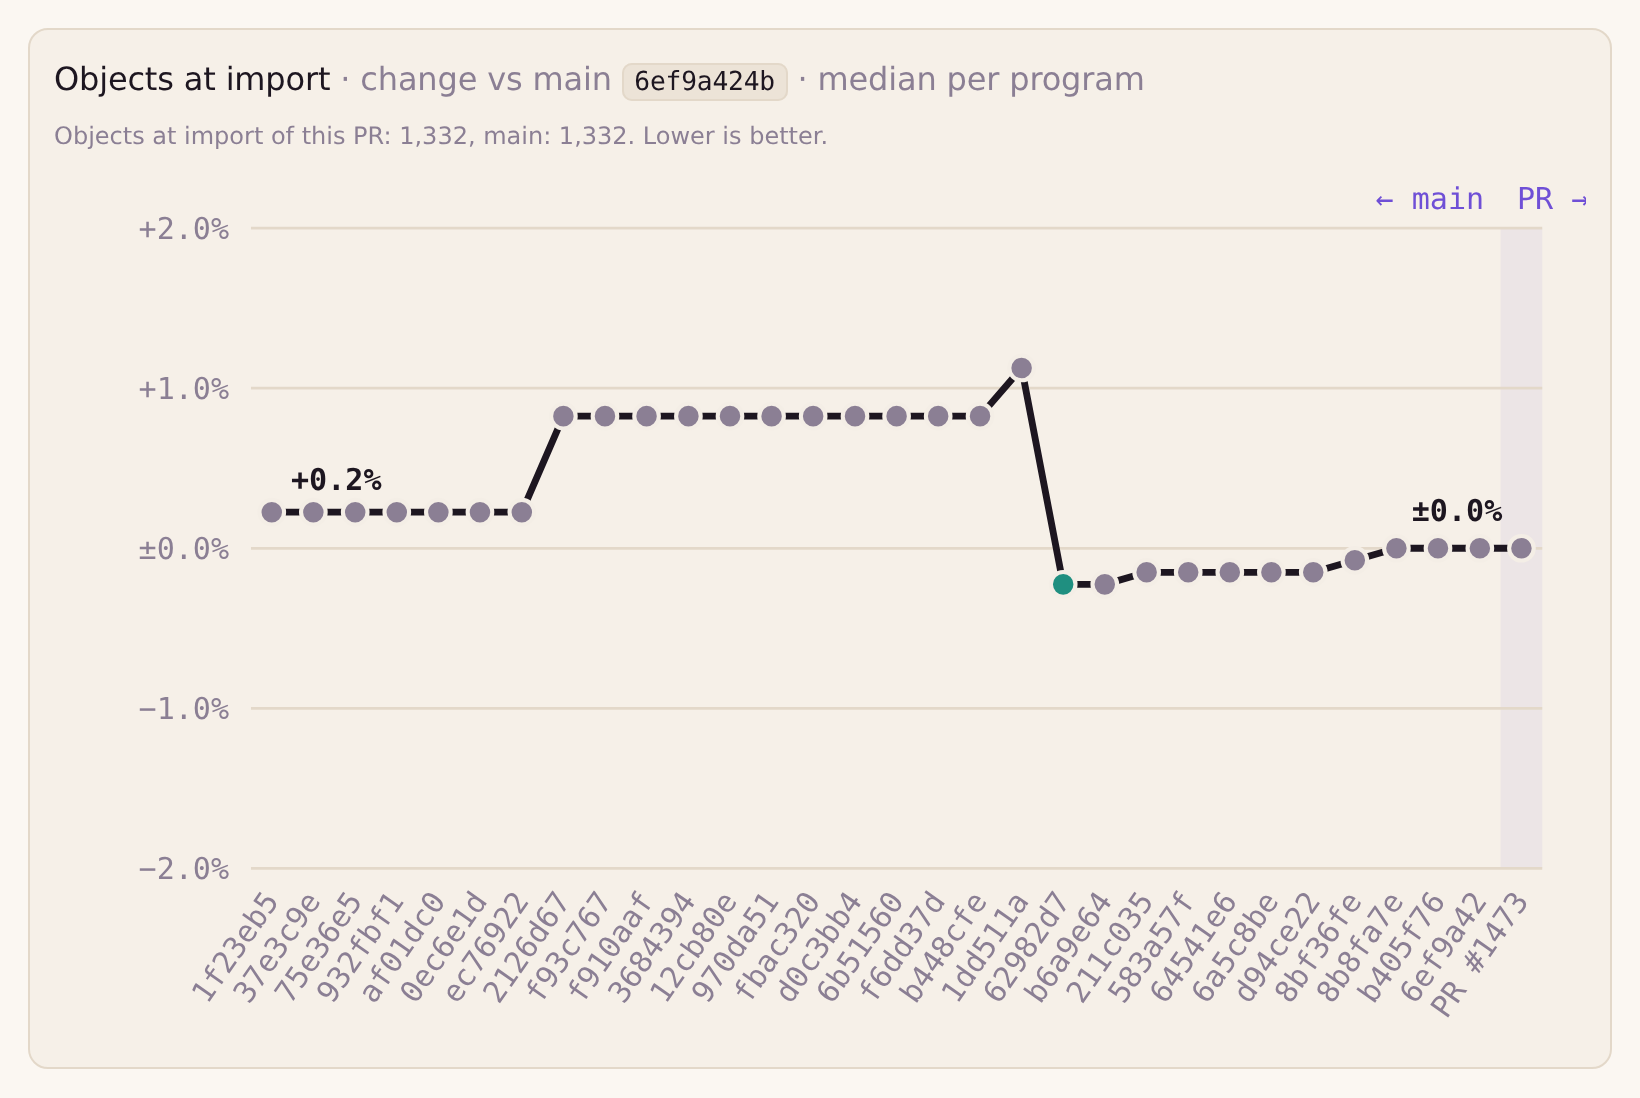 Objects at import · change vs main 6ef9a424b · median per program
Objects at import of this PR: 1,332, main: 1,332. Lower is better.
← main PR →
+2.0%
+1.0%
±0.0%
−1.0%
−2.0%
+0.2%
±0.0%
1f23eb5
37e3c9e
75e36e5
932fbf1
af01dc0
0ec6e1d
ec76922
2126d67
f93c767
f910aaf
3684394
12cb80e
970da51
fbac320
d0c3bb4
6b51560
f6dd37d
b448cfe
1dd511a
62982d7
b6a9e64
211c035
583a57f
64541e6
6a5c8be
d94ce22
8bf36fe
8b8fa7e
b405f76
6ef9a42
PR #1473